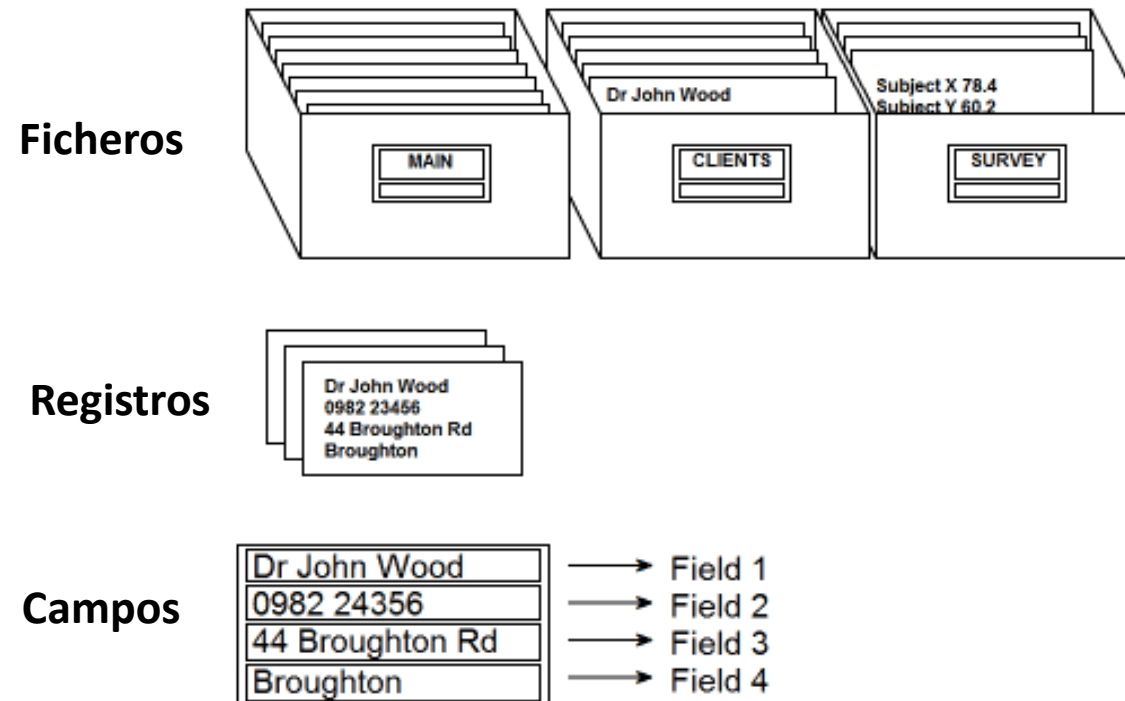 Ficheros
MAIN
Dr John Wood
CLIENTS
Subject X 78.4
Subject Y 60.2
SURVEY
Registros
Dr John Wood
0982 23456
44 Broughton Rd
Broughton
Campos
Dr John Wood
Field 1
0982 24356
Field 2
44 Broughton Rd
Field 3
Broughton
Field 4